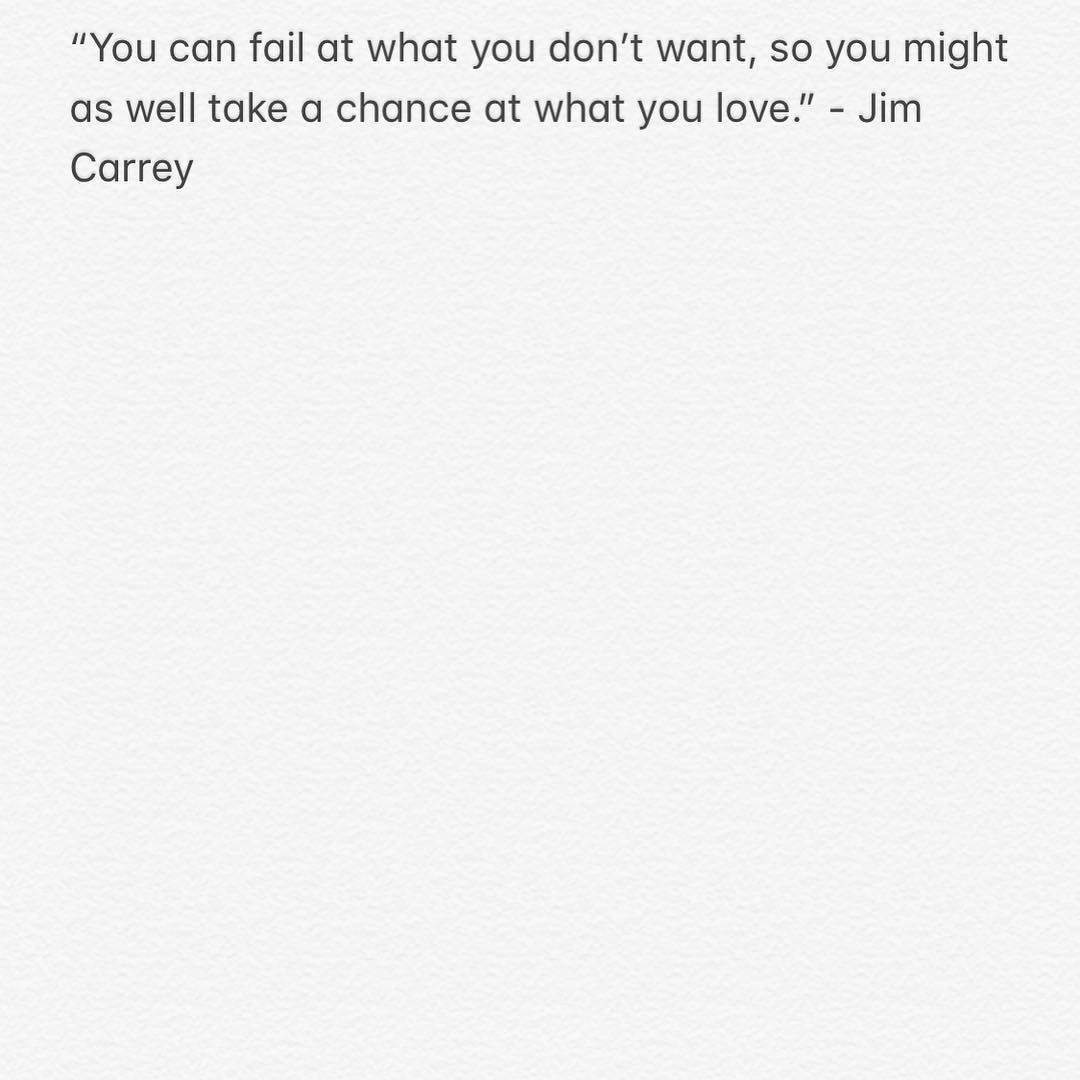 “You can fail at what you don’t want, so you might
as well take a chance at what you love.” - Jim
Carrey